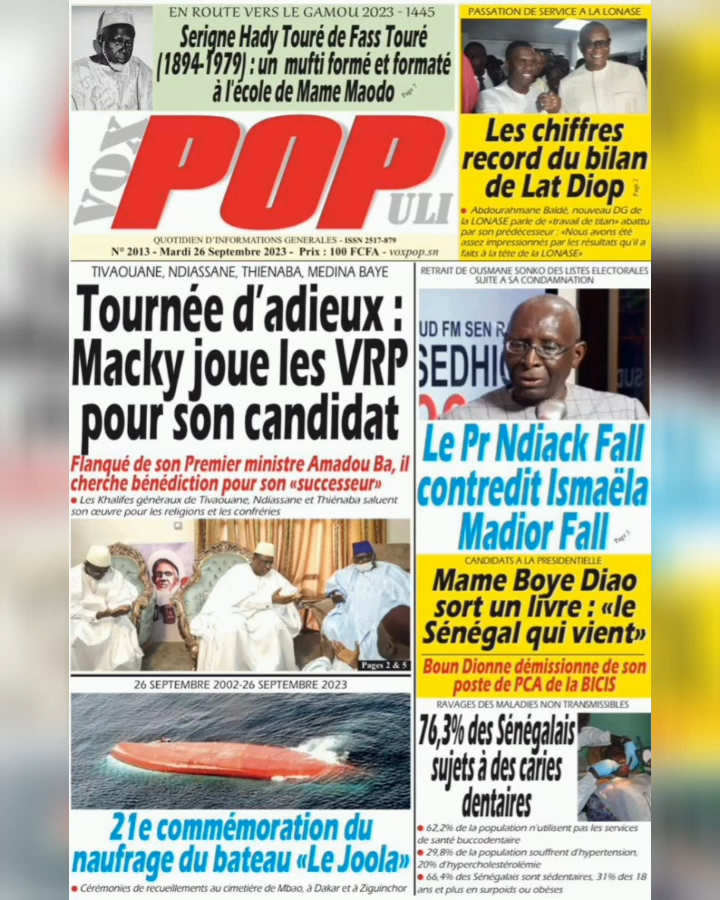 EN ROUTE VERS LE GAMOU 2023 - 1445
Serigne Hady Touré de Fass Touré
(1894-1979) : un mufti formé et formaté
à l'école de Mame Maodo
Page 7
PASSATION DE SERVICE A LA LONASE
Les chiffres
record du bilan
de Lat Diop
Page 2
• Abdourahmane Baldé, nouveau DG de
la LONASE parle de «travail de titan» abattu
par son prédécesseur : «Nous avons été
assez impressionnés par les résultats qu'il a
faits à la tête de la LONASE»
VOX
POP
ULI
QUOTIDIEN D'INFORMATIONS GENERALES - ISSN 2517-879
N° 2013 - Mardi 26 Septembre 2023 - Prix : 100 FCFA - voxpop.sn
TIVAOUANE, NDIASSANE, THIENABA, MEDINA BAYE
Tournée d'adieux :
Macky joue les VRP
pour son candidat
Flanqué de son Premier ministre Amadou Ba, il
cherche bénédiction pour son «successeur»
• Les Khalifes généraux de Tivaouane, Ndiassane et Thiénaba saluent
son œuvre pour les religions et les confréries
Pages 2 & 5
26 SEPTEMBRE 2002-26 SEPTEMBRE 2023
21e commémoration du
naufrage du bateau «Le Joola»
• Cérémonies de recueillements au cimetière de Mbao, à Dakar et à Ziguinchor
RETRAIT DE OUSMANE SONKO DES LISTES ELECTORALES
SUITE A SA CONDAMNATION
UD FM SEN R
SEDHI
Le Pr Ndiack Fall
contredit Ismaëla
Madior Fall
CANDIDATS A LA PRESIDENTIELLE
Mame Boye Diao
sort un livre : «le
Sénégal qui vient»
Boun Dionne démissionne de son
poste de PCA de la BICIS
RAVAGES DES MALADIES NON TRANSMISSIBLES
76,3% des Sénégalais
sujets à des caries
dentaires
• 62,2% de la population n'utilisent pas les services
de santé buccodentaire
• 29,8% de la population souffrent d'hypertension,
20% d'hypercholestérolémie
• 66,4% des Sénégalais sont sédentaires, 31% des 18
ans et plus en surpoids ou obèses